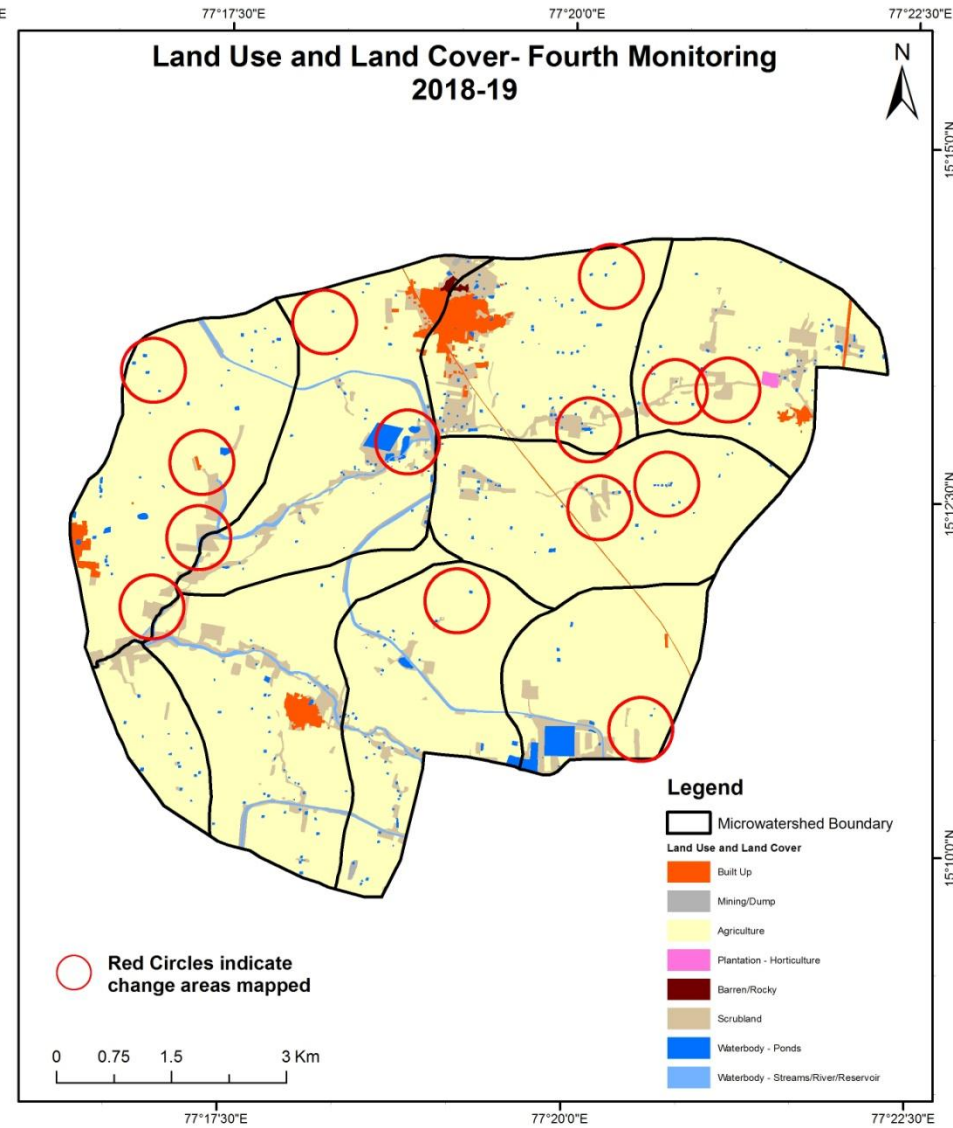 E
77°17'30"E
77°20'0"E
77°22'30"E
Land Use and Land Cover- Fourth Monitoring
2018-19
N
15°15'0"N
15°12'30"N
15°10'0"N
Legend
Microwatershed Boundary
Land Use and Land Cover
Built Up
Mining/Dump
Agriculture
Plantation - Horticulture
Barren/Rocky
Scrubland
Waterbody - Ponds
Waterbody - Streams/River/Reservoir
Red Circles indicate
change areas mapped
0 0.75 1.5 3 Km
77°17'30"E
77°20'0"E
77°22'30"E